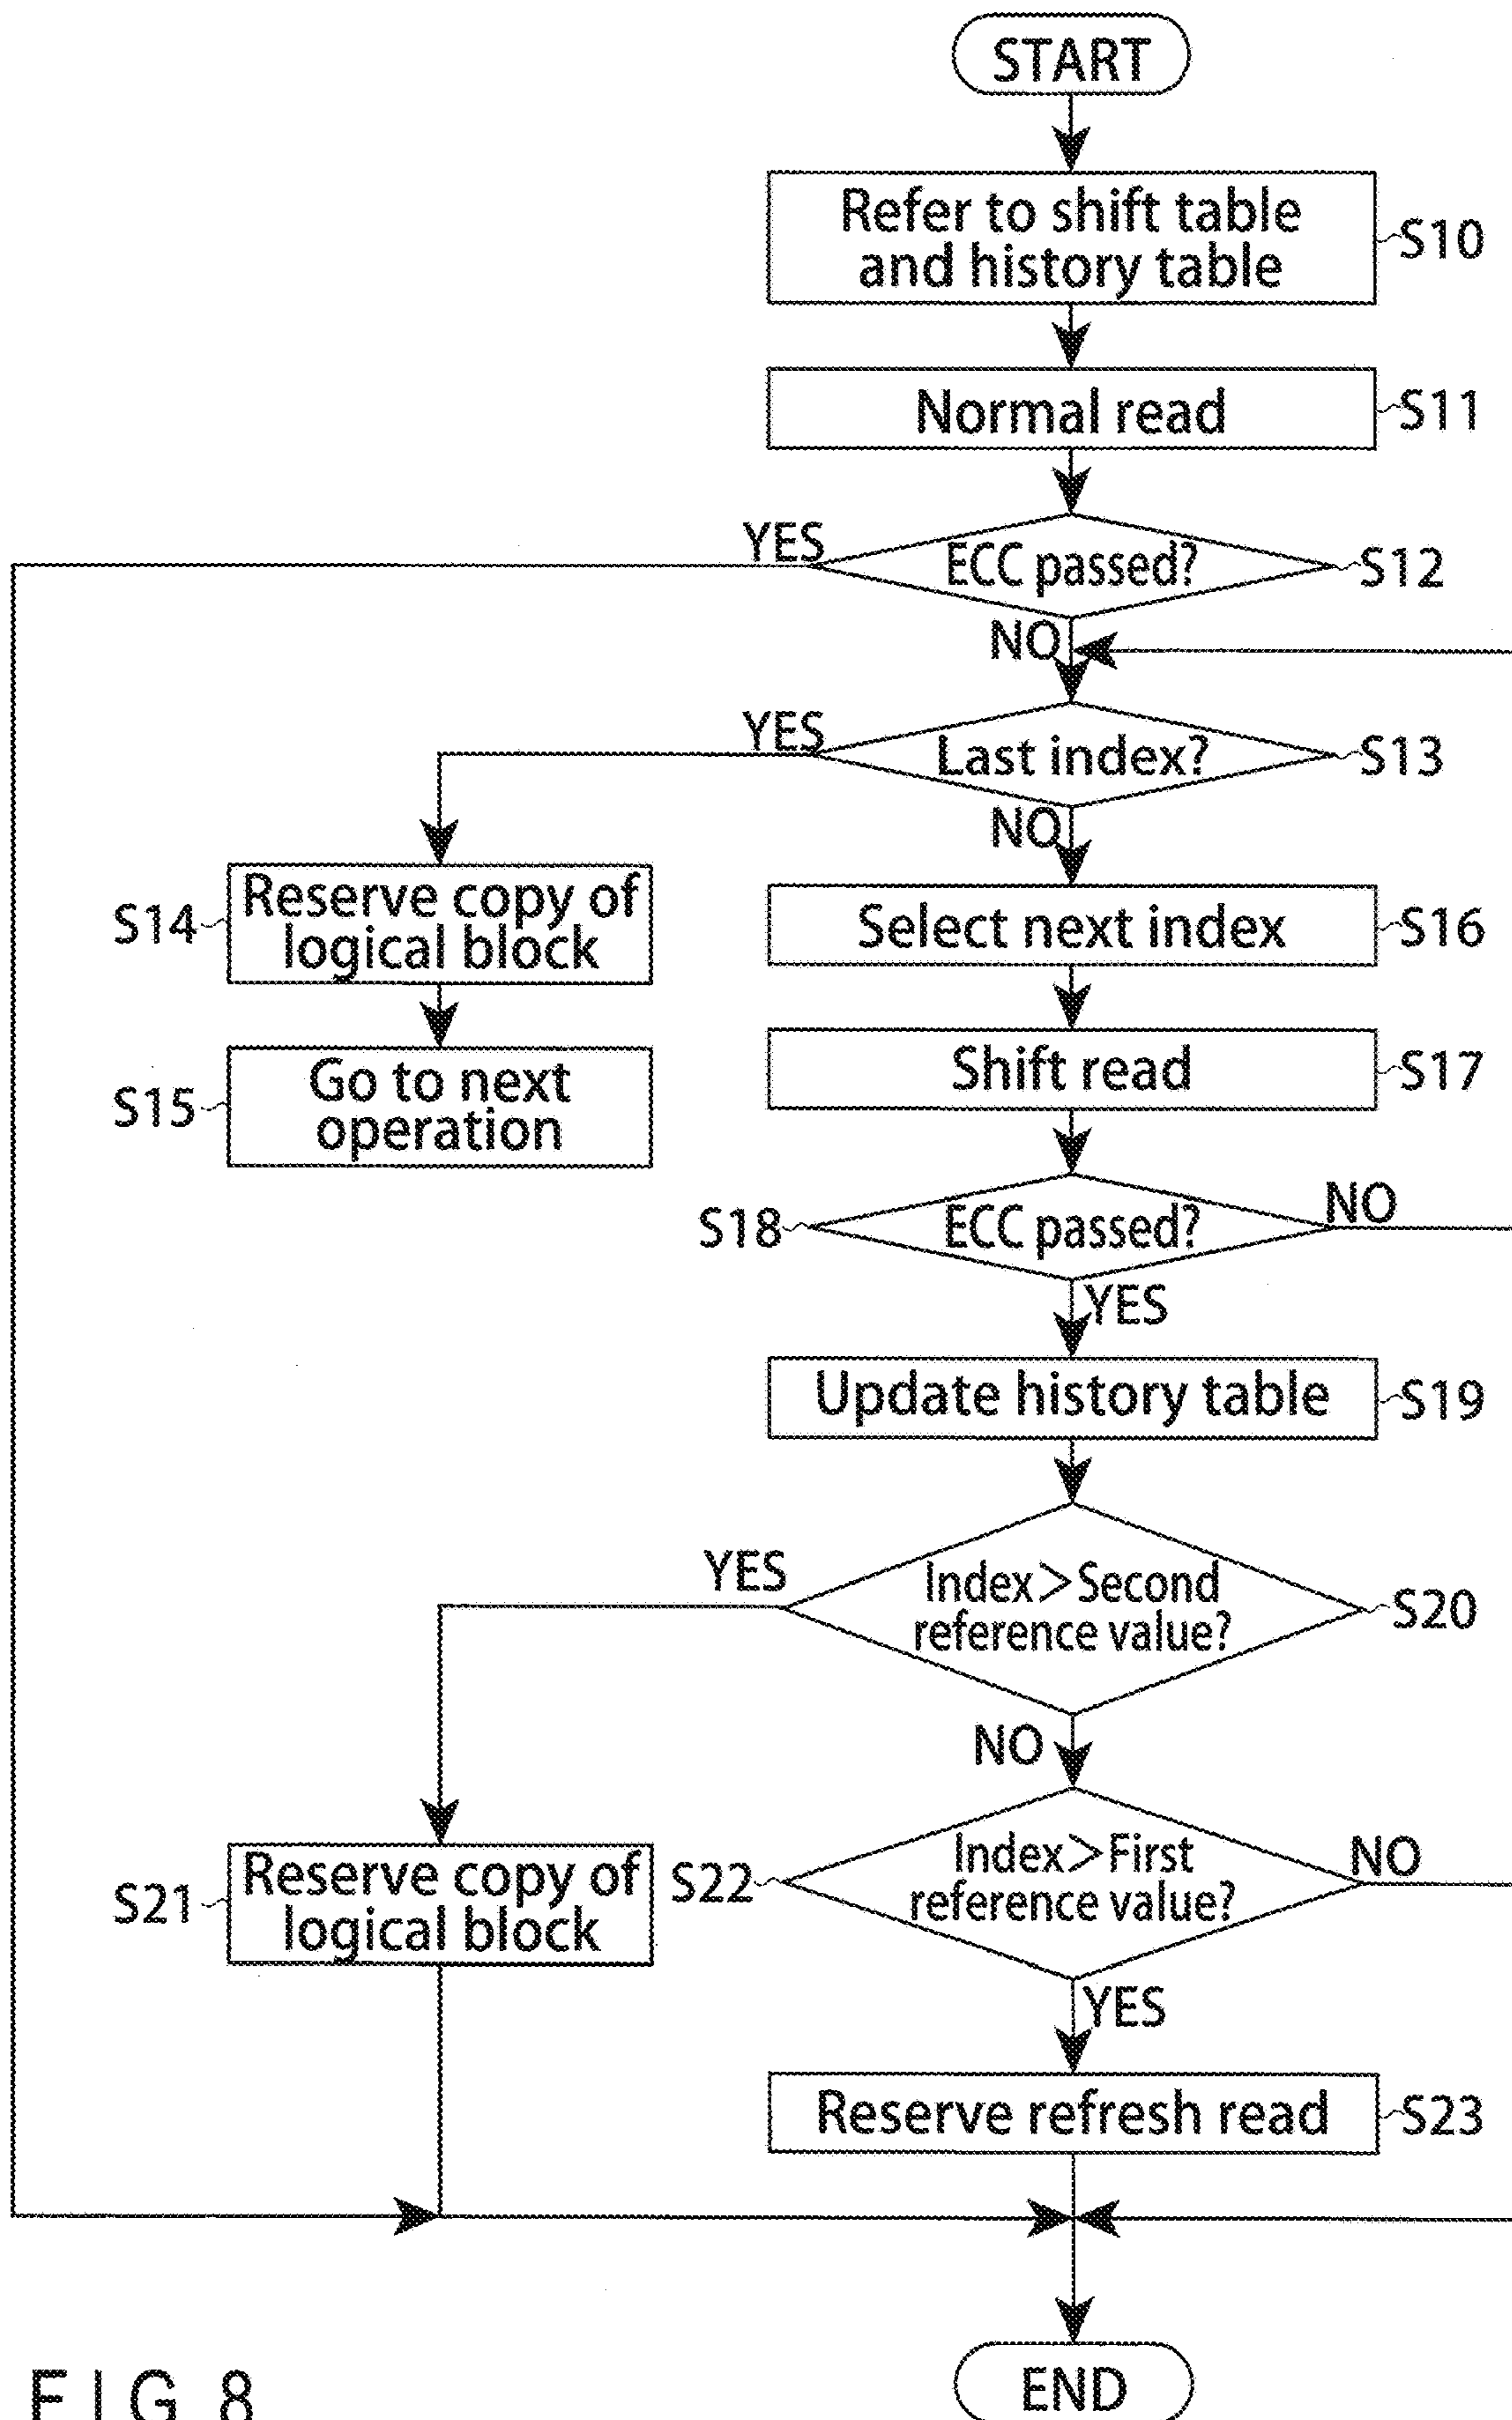 START
Refer to shift table
and history table
S10
Normal read
S11
YES
ECC passed?
S12
NO
YES
Last index?
S13
NO
S14
Reserve copy of
logical block
Select next index
S16
S15
Go to next
operation
Shift read
S17
S18
ECC passed?
NO
YES
Update history table
S19
YES
Index>Second
reference value?
S20
NO
S21
Reserve copy of
logical block
S22
Index>First
reference value?
NO
YES
Reserve refresh read
S23
END
FIG. 8